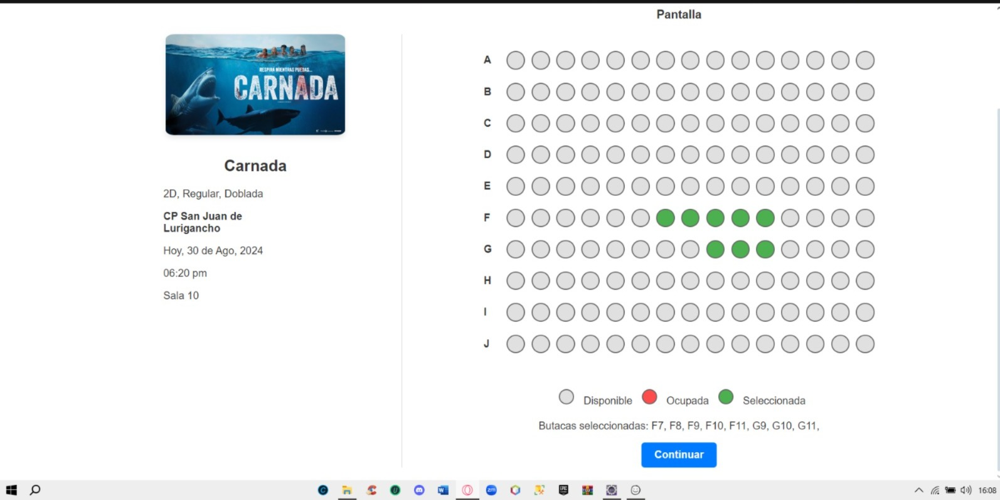 Pantalla
RESPIRA MIENTRAS PUEDAS...
CARNADA
Carnada
2D, Regular, Doblada
CP San Juan de
Lurigancho
Hoy, 30 de Ago, 2024
06:20 pm
Sala 10
A
B
C
D
E
F
G
H
I
J
Disponible
Ocupada
Seleccionada
Butacas seleccionadas: F7, F8, F9, F10, F11, G9, G10, G11,
Continuar
zm
EPIC
16:08